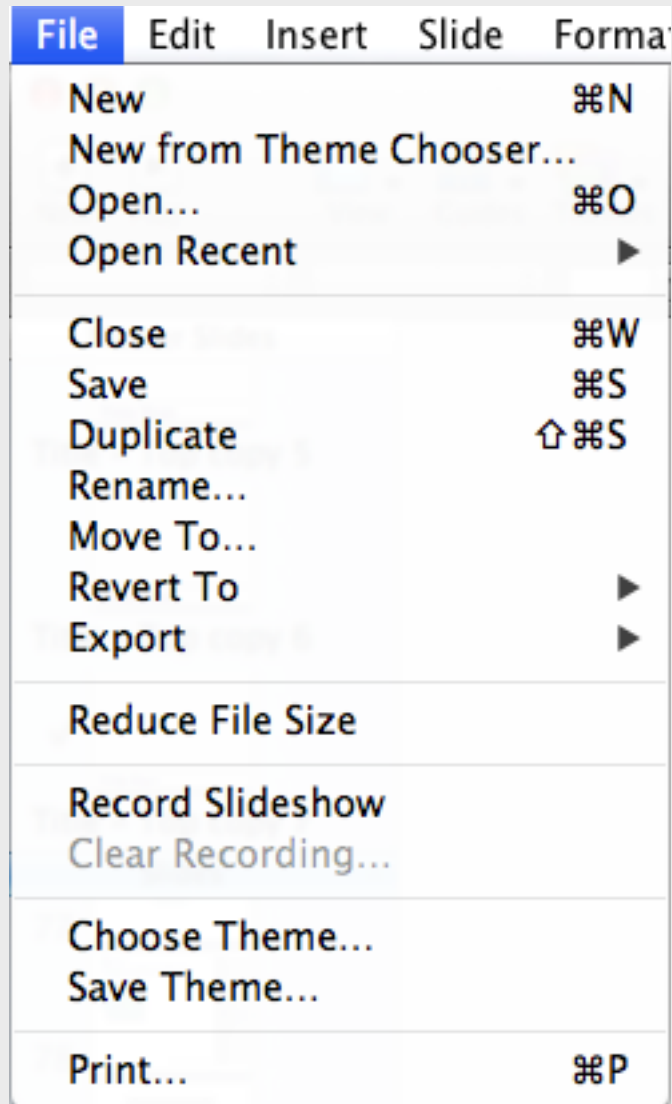 File Edit Insert Slide Forma
New ⌘N
New from Theme Chooser...
Open... ⌘O
Open Recent ▶
Close ⌘W
Save ⌘S
Duplicate ⇧⌘S
Rename...
Move To...
Revert To ▶
Export ▶
Reduce File Size
Record Slideshow
Clear Recording...
Choose Theme...
Save Theme...
Print... ⌘P